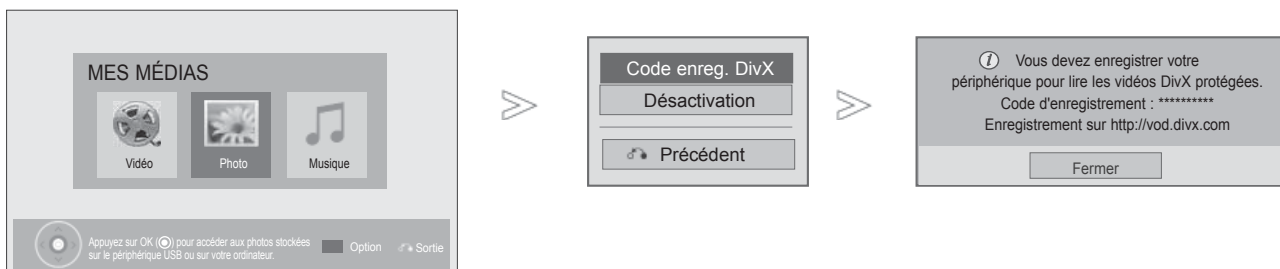 MES MÉDIAS
Vidéo
Photo
Musique
Appuyez sur OK ( ) pour accéder aux photos stockées
sur le périphérique USB ou sur votre ordinateur.
Option
Sortie
Code enreg. DivX
Désactivation
Précédent
Vous devez enregistrer votre
périphérique pour lire les vidéos DivX protégées.
Code d'enregistrement : **********
Enregistrement sur http://vod.divx.com
Fermer